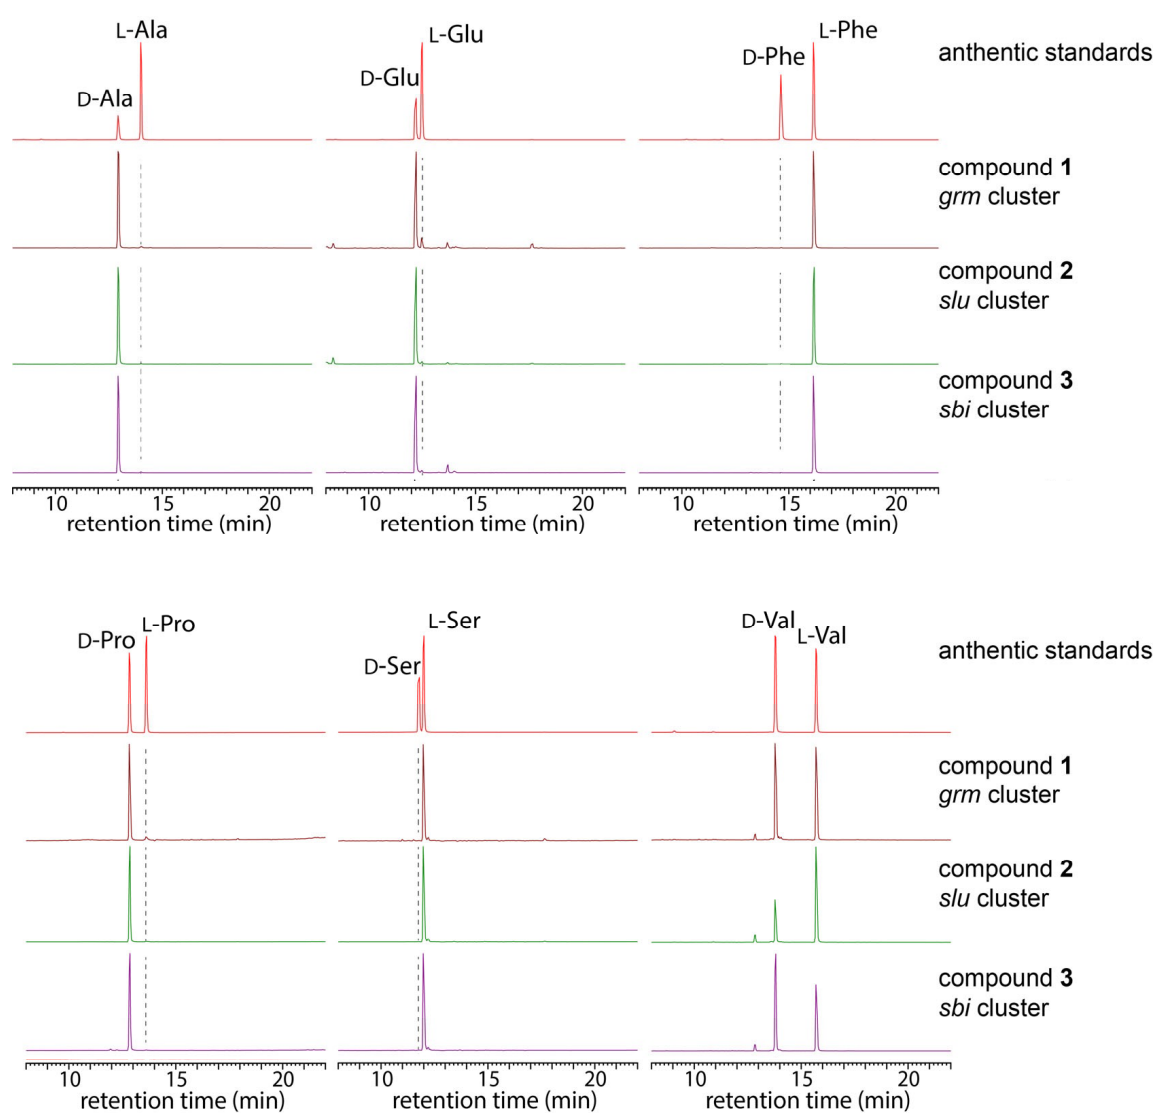 L-Ala
D-Ala
L-Glu
D-Glu
L-Phe
D-Phe
anthentic standards
compound 1
grm cluster
compound 2
slu cluster
compound 3
sbi cluster
10 15 20
retention time (min)
10 15 20
retention time (min)
10 15 20
retention time (min)
L-Pro
D-Pro
L-Ser
D-Ser
D-Val
L-Val
anthentic standards
compound 1
grm cluster
compound 2
slu cluster
compound 3
sbi cluster
10 15 20
retention time (min)
10 15 20
retention time (min)
10 15 20
retention time (min)